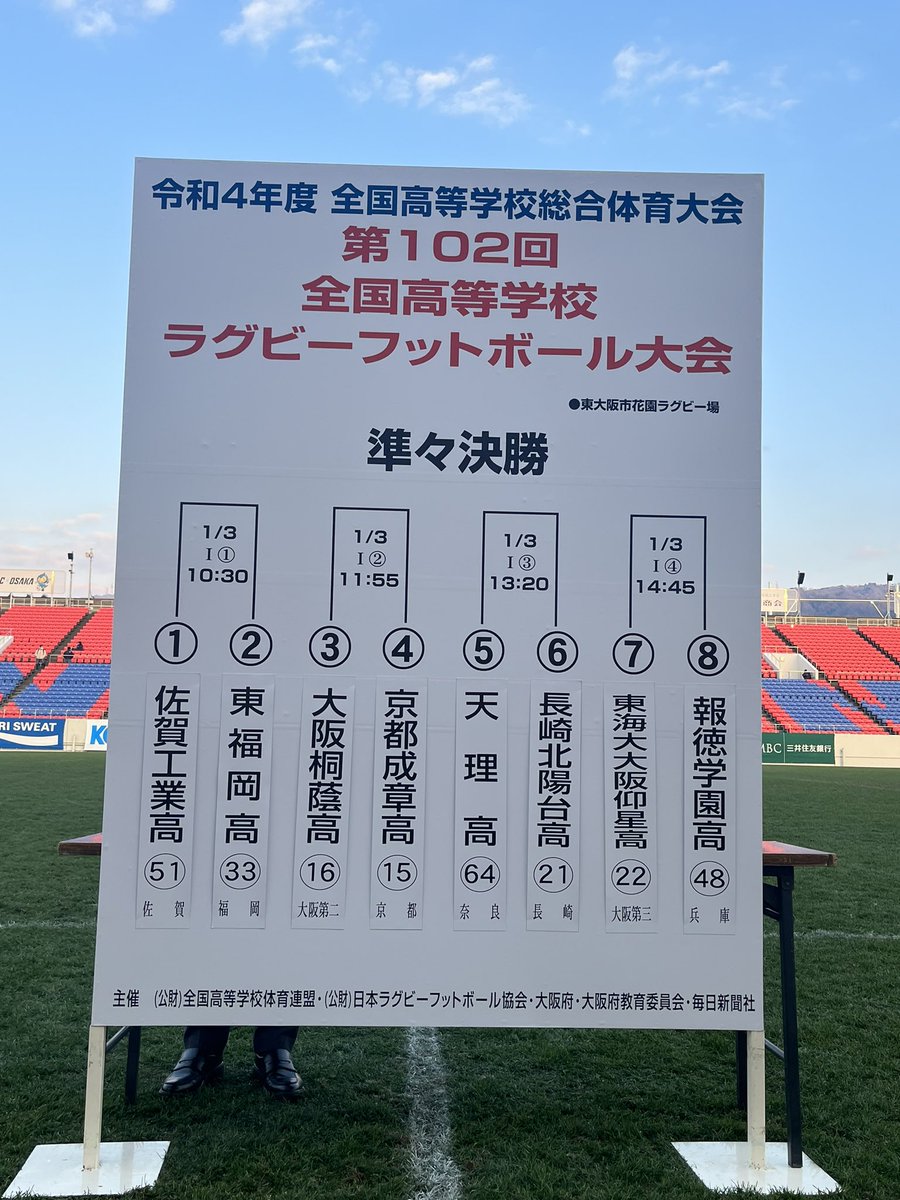 令和4年度 全国高等学校総合体育大会
第102回
全国高等学校
ラグビーフットボール大会
●東大阪市花園ラグビー場
準々決勝
1/3
I①
10:30
1/3
I②
11:55
1/3
I③
13:20
1/3
I④
14:45
①
佐賀工業高
51
佐賀
②
東福岡高
33
福岡
③
大阪桐蔭高
16
大阪第二
④
京都成章高
15
京都
⑤
天理高
64
奈良
⑥
長崎北陽台高
21
長崎
⑦
東海大大阪仰星高
22
大阪第三
⑧
報徳学園高
48
兵庫
主催 (公財)全国高等学校体育連盟・(公財)日本ラグビーフットボール協会・大阪府・大阪府教育委員会・毎日新聞社
C OSAKA
RI SWEAT
MBC 三井住友銀行